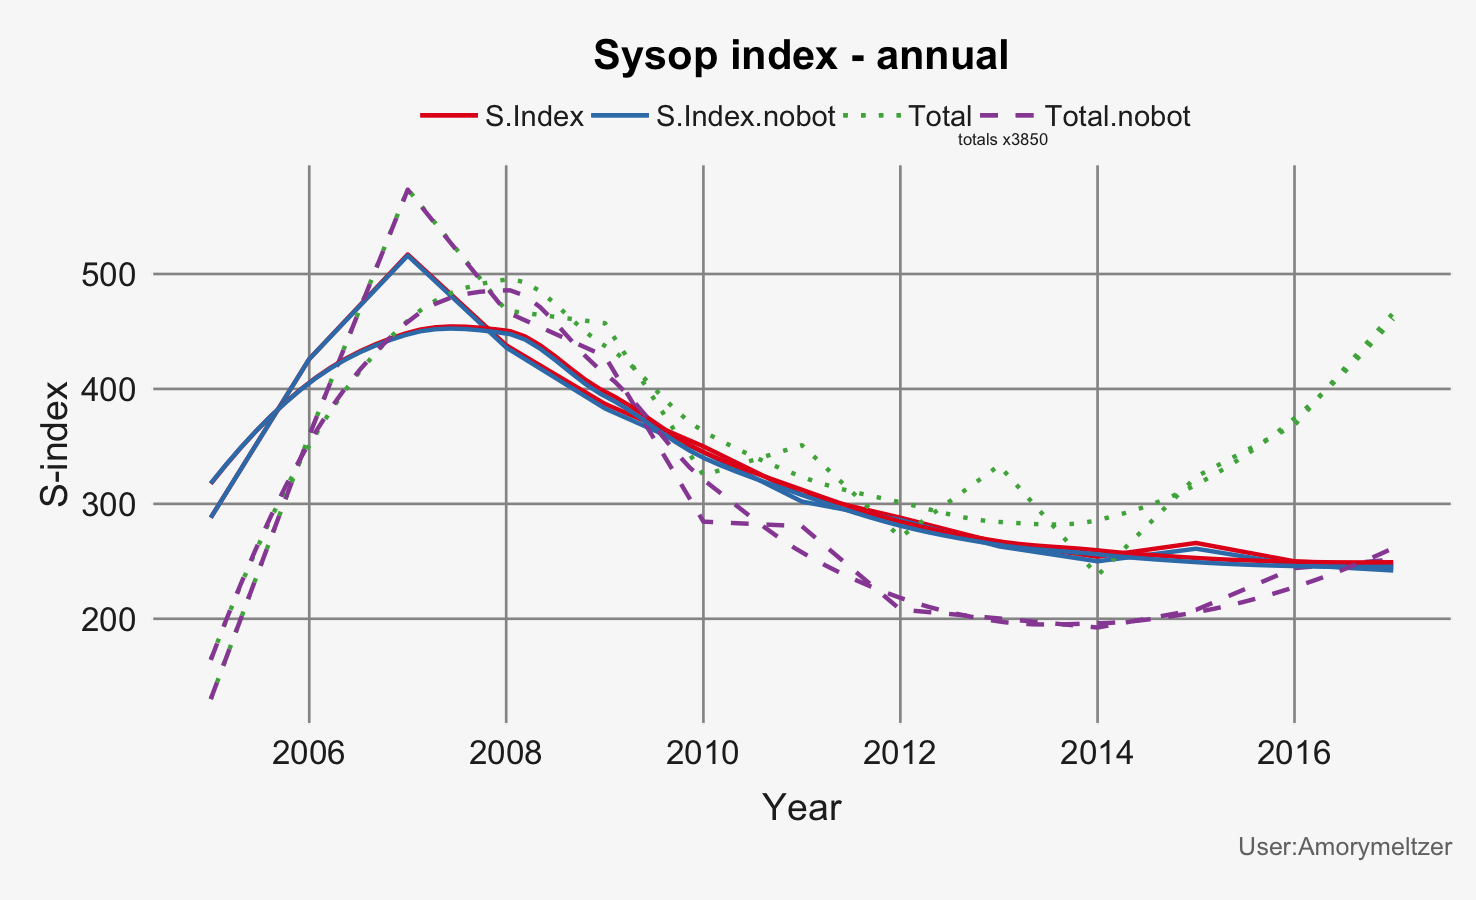 Sysop index - annual
S.Index S.Index.nobot Total Total.nobot
totals x3850
500
400
300
200
S-index
2006 2008 2010 2012 2014 2016
Year
User:Amorymeltzer